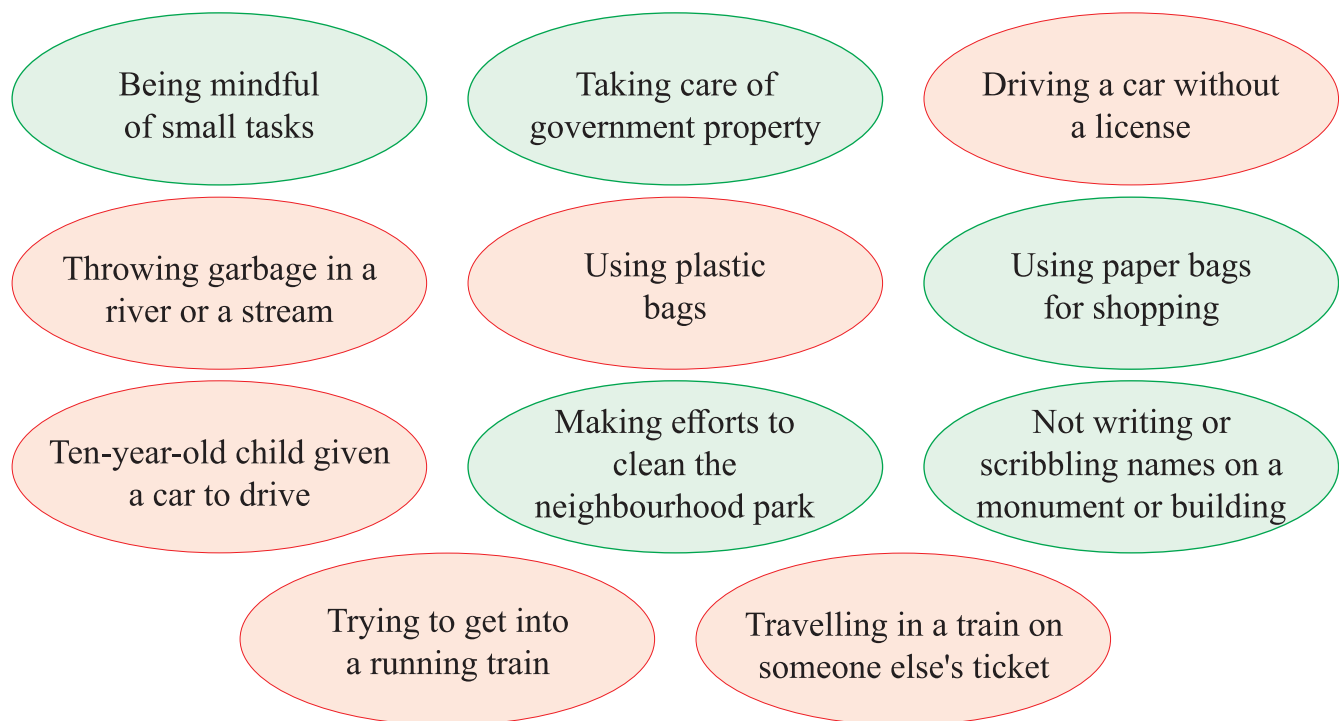 Being mindful
of small tasks
Taking care of
government property
Driving a car without
a license
Throwing garbage in a
river or a stream
Using plastic
bags
Using paper bags
for shopping
Ten-year-old child given
a car to drive
Making efforts to
clean the
neighbourhood park
Not writing or
scribbling names on a
monument or building
Trying to get into
a running train
Travelling in a train on
someone else's ticket